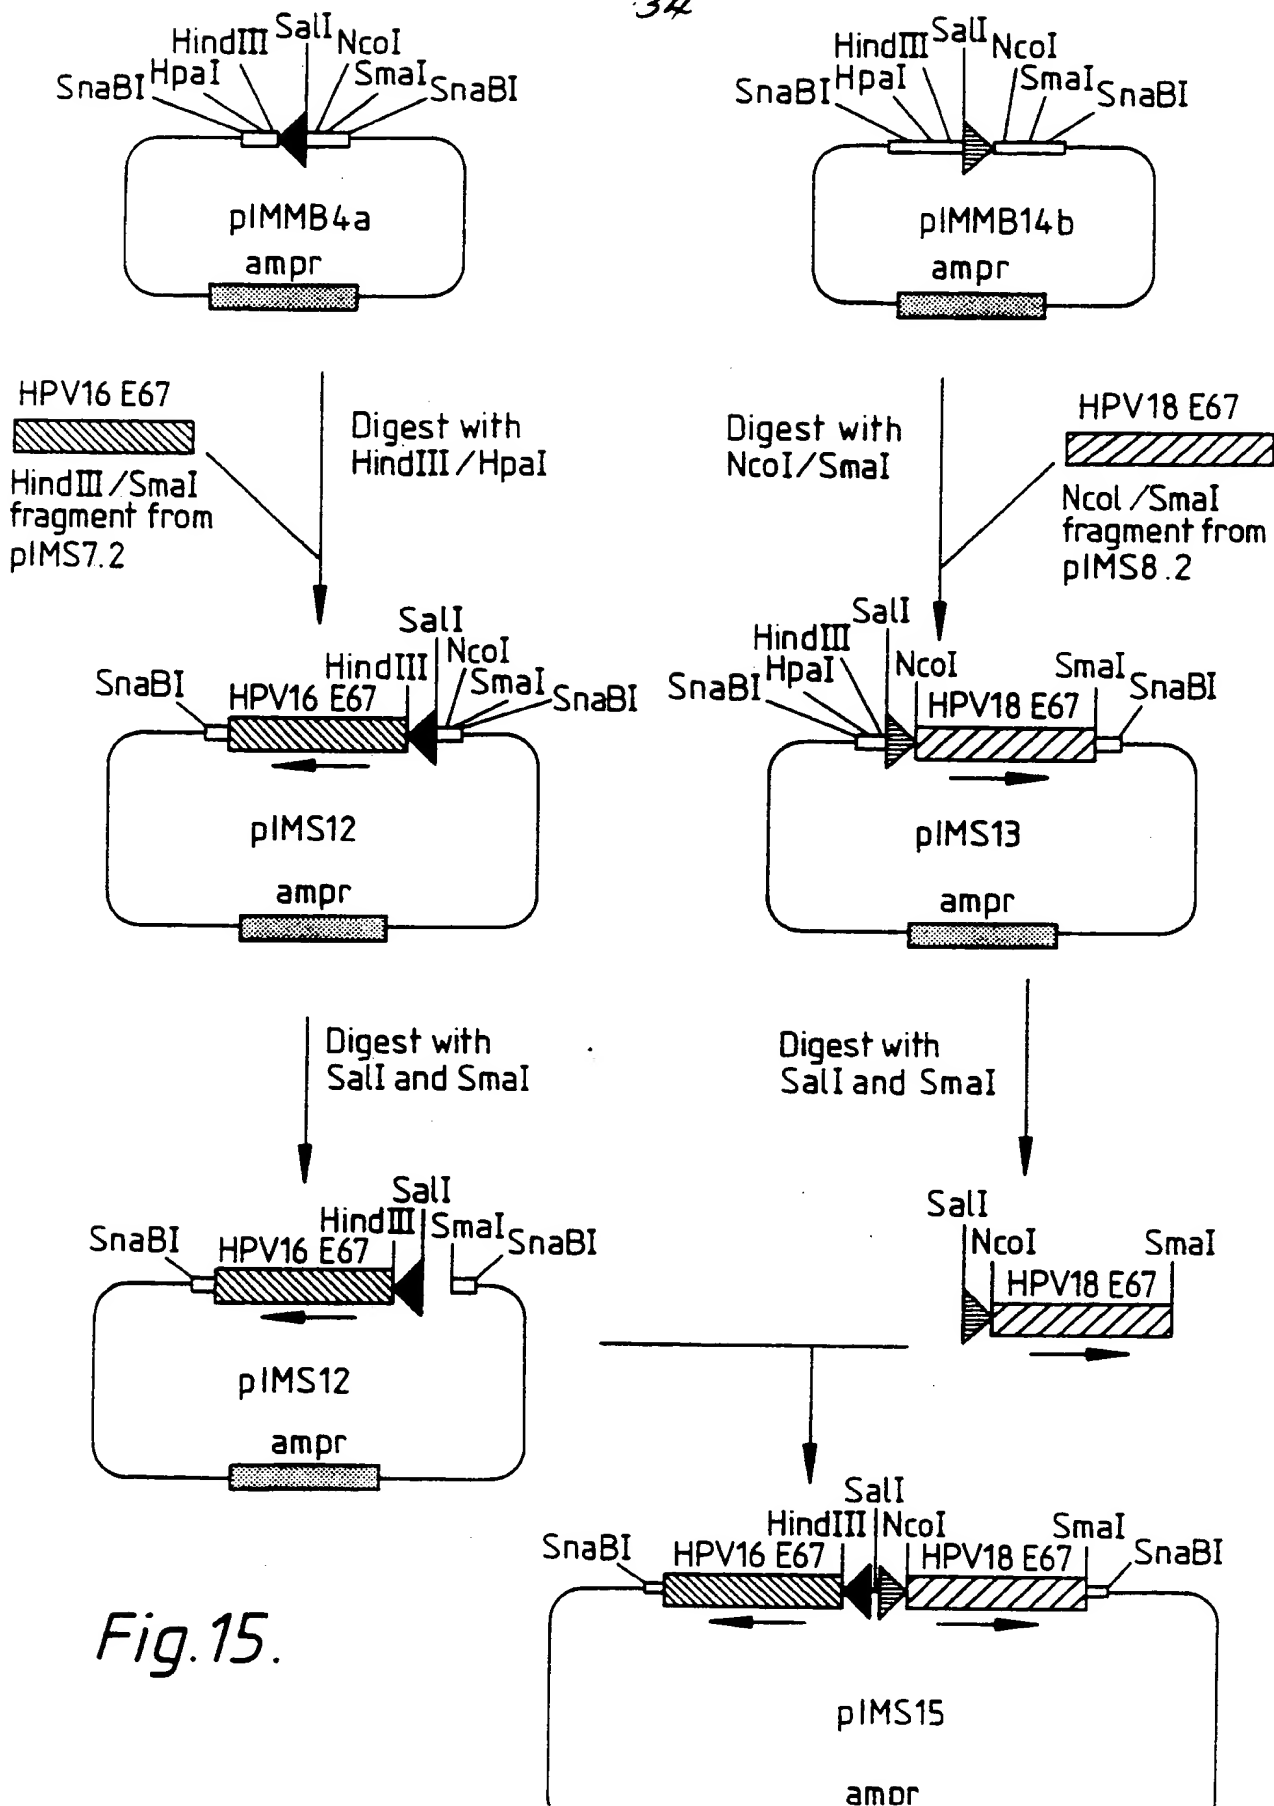 34
SalI
HindIII NcoI
HpaI SmaI
SnaBI SnaBI
pIMMB4a
ampr
SalI
HindIII NcoI
HpaI SmaI
SnaBI SnaBI
pIMMB14b
ampr
HPV16 E67
HindIII/SmaI
fragment from
pIMS7.2
Digest with
HindIII/HpaI
Digest with
NcoI/SmaI
HPV18 E67
NcoI/SmaI
fragment from
pIMS8.2
SalI
HindIII NcoI
SnaBI HPV16 E67 SmaI SnaBI
pIMS12
ampr
SalI
HindIII
HpaI NcoI SmaI
SnaBI HPV18 E67 SnaBI
pIMS13
ampr
Digest with
SalI and SmaI
Digest with
SalI and SmaI
SalI
HindIII SmaI
SnaBI HPV16 E67 SnaBI
pIMS12
ampr
SalI
NcoI SmaI
HPV18 E67
SalI
HindIII NcoI SmaI
SnaBI HPV16 E67 HPV18 E67 SnaBI
pIMS15
ampr
Fig.15.